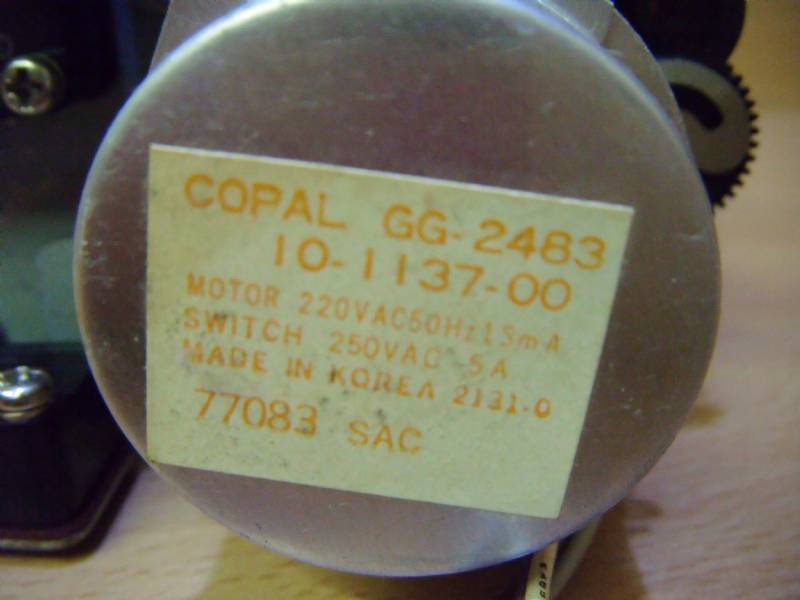 COPAL GG-2483
10-1137-00
MOTOR 220VAC50Hz15mA
SWITCH 250VAC 5A
MADE IN KOREA 2131-0
77083 SAC